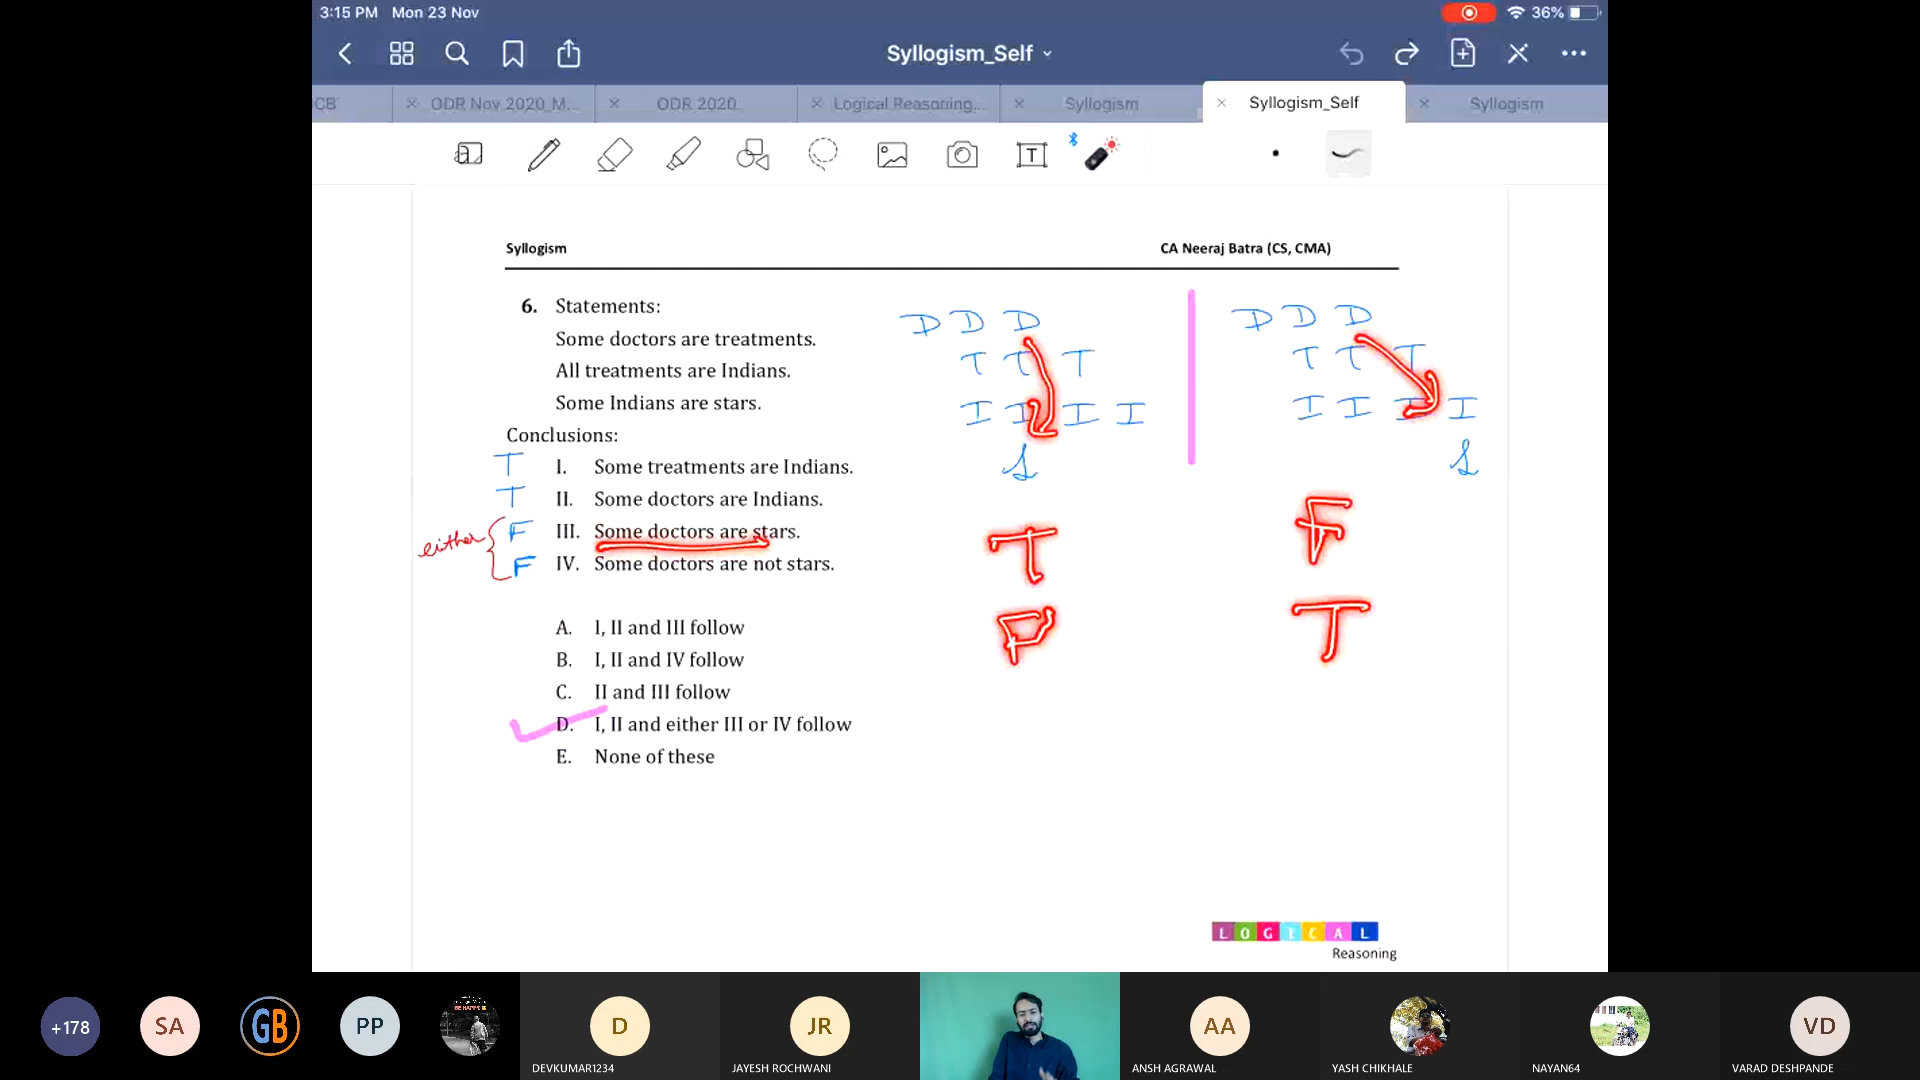 3:15 PM Mon 23 Nov
36%
Syllogism_Self
CB
ODR Nov 2020_M...
ODR 2020
Logical Reasoning...
Syllogism
Syllogism_Self
Syllogism
Syllogism
CA Neeraj Batra (CS, CMA)
6. Statements:
Some doctors are treatments.
All treatments are Indians.
Some Indians are stars.
Conclusions:
T I. Some treatments are Indians.
T II. Some doctors are Indians.
either F III. Some doctors are stars.
F IV. Some doctors are not stars.
A. I, II and III follow
B. I, II and IV follow
C. II and III follow
D. I, II and either III or IV follow
E. None of these
D D D
T T T
I I I I
S
T
F
D D D
T T T
I I I I
S
F
T
LOGICAL
Reasoning
+178
SA
GB
PP
BE HAPPY
D
DEVKUMAR1234
JR
JAYESH ROCHWANI
AA
ANSH AGRAWAL
YASH CHIKHALE
NAYAN64
VD
VARAD DESHPANDE